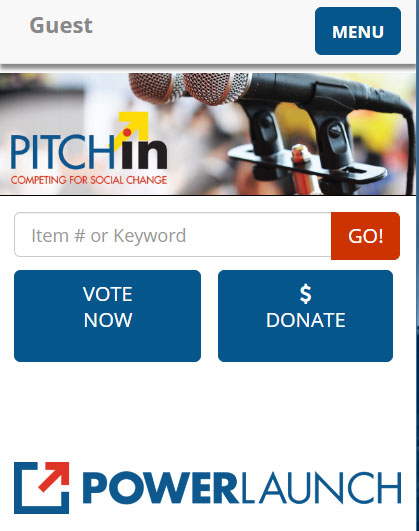 Guest
MENU
PITCHin
COMPETING FOR SOCIAL CHANGE
Item # or Keyword
GO!
VOTE
NOW
$
DONATE
POWERLAUNCH